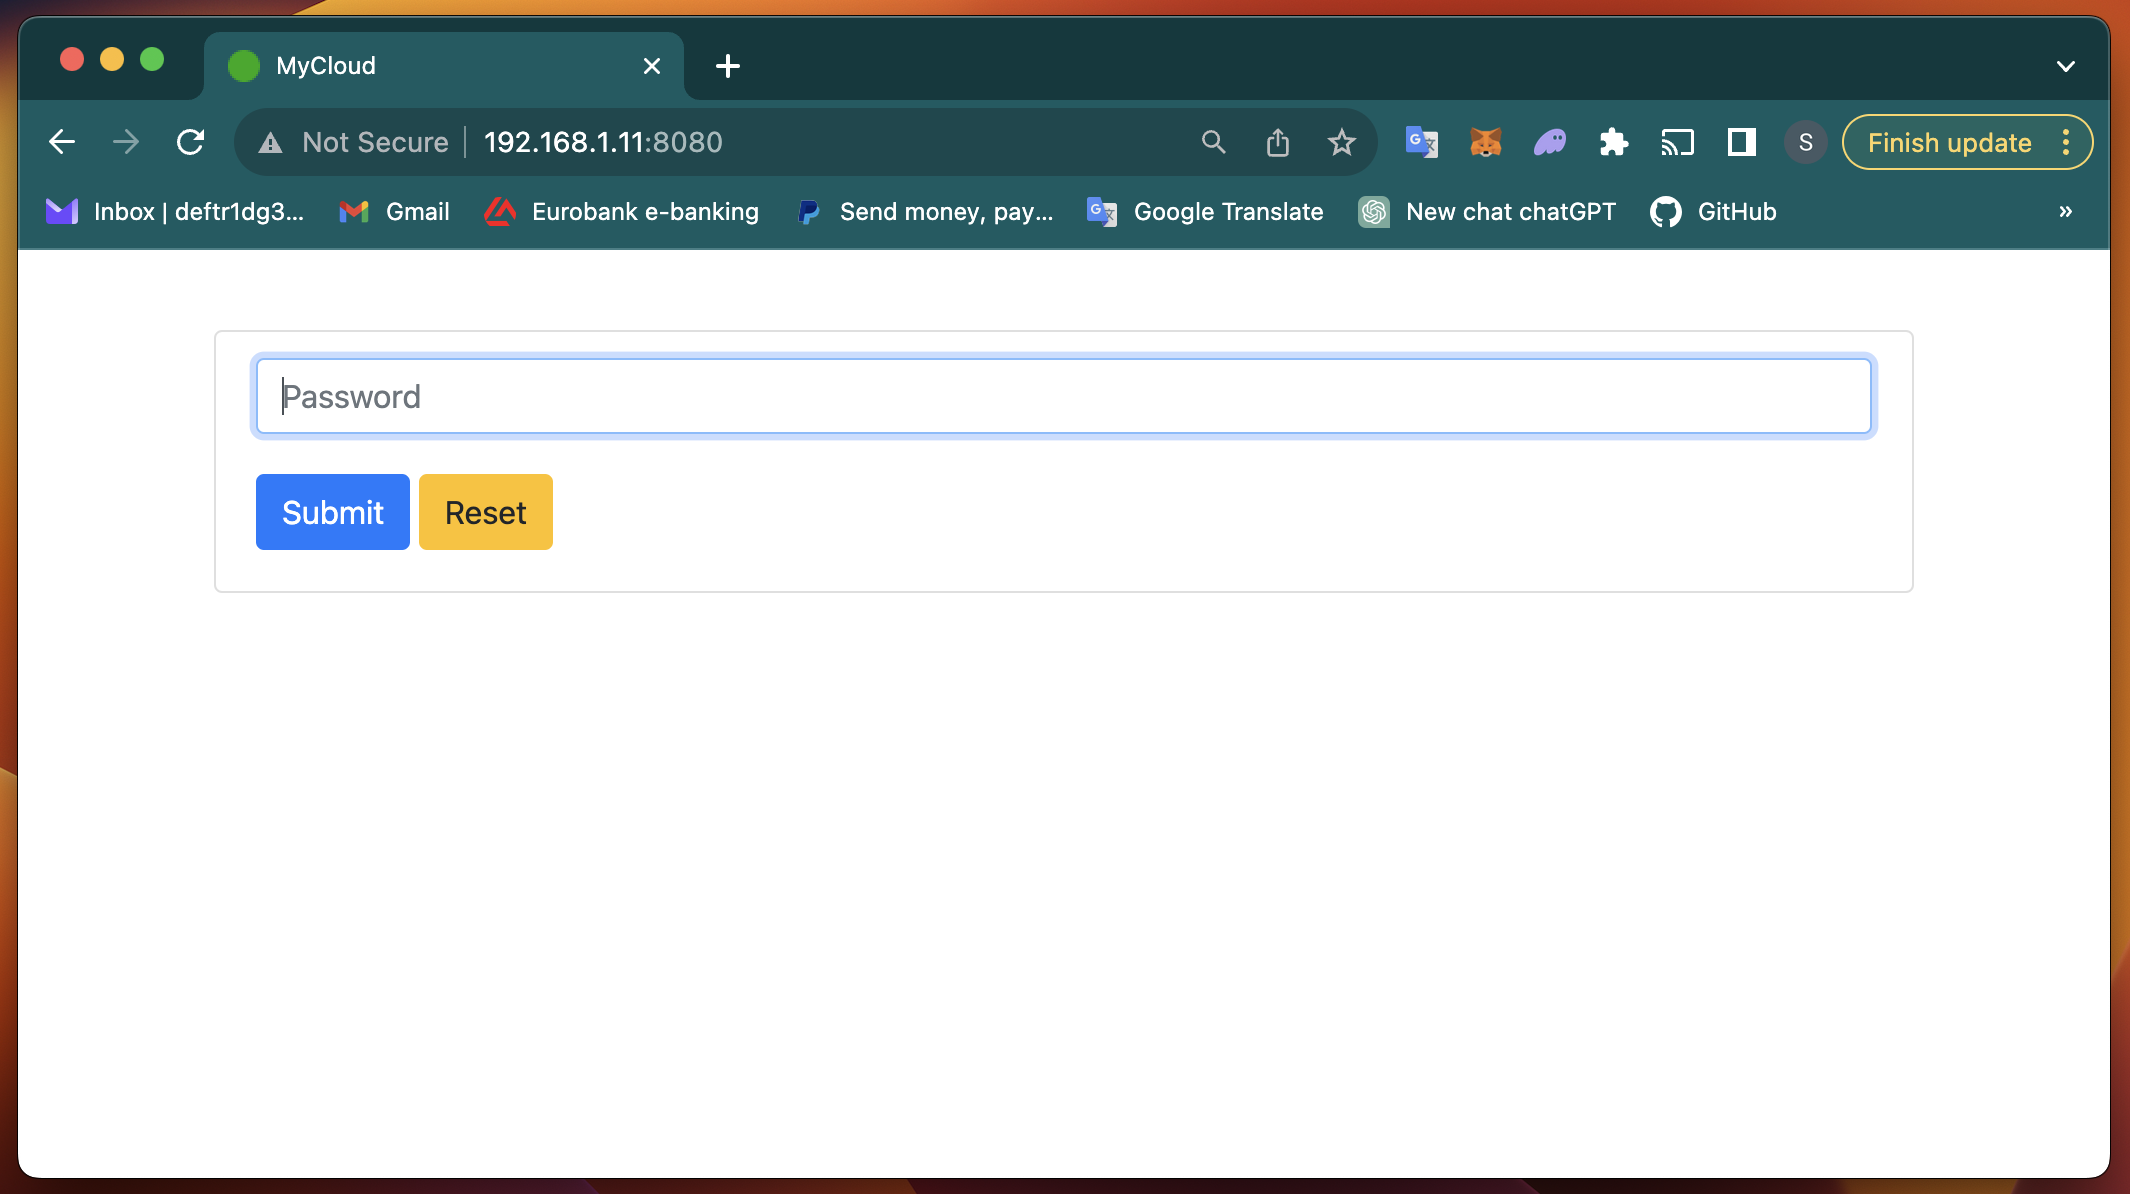 MyCloud
Not Secure 192.168.1.11:8080
S
Finish update
Inbox | deftr1dg3... Gmail Eurobank e-banking Send money, pay... Google Translate New chat chatGPT GitHub »
Password
Submit Reset